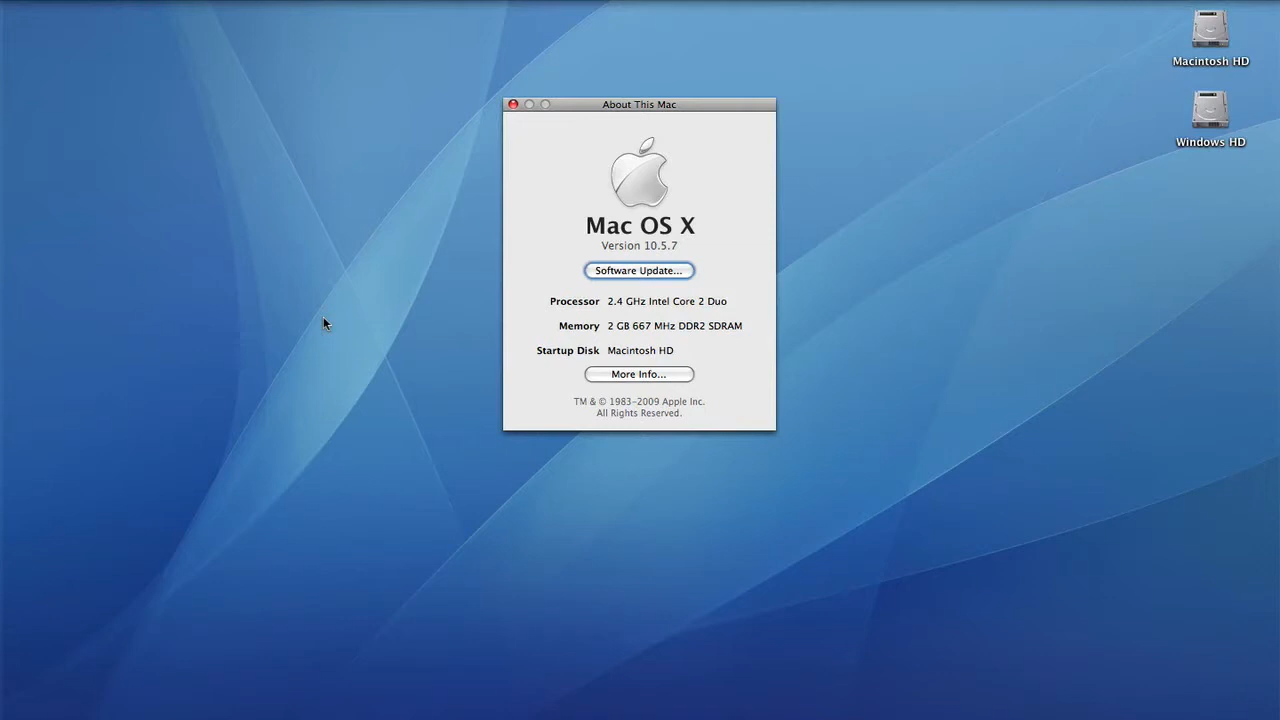 Macintosh HD
Windows HD
About This Mac
Mac OS X
Version 10.5.7
Software Update...
Processor 2.4 GHz Intel Core 2 Duo
Memory 2 GB 667 MHz DDR2 SDRAM
Startup Disk Macintosh HD
More Info...
TM & © 1983–2009 Apple Inc.
All Rights Reserved.